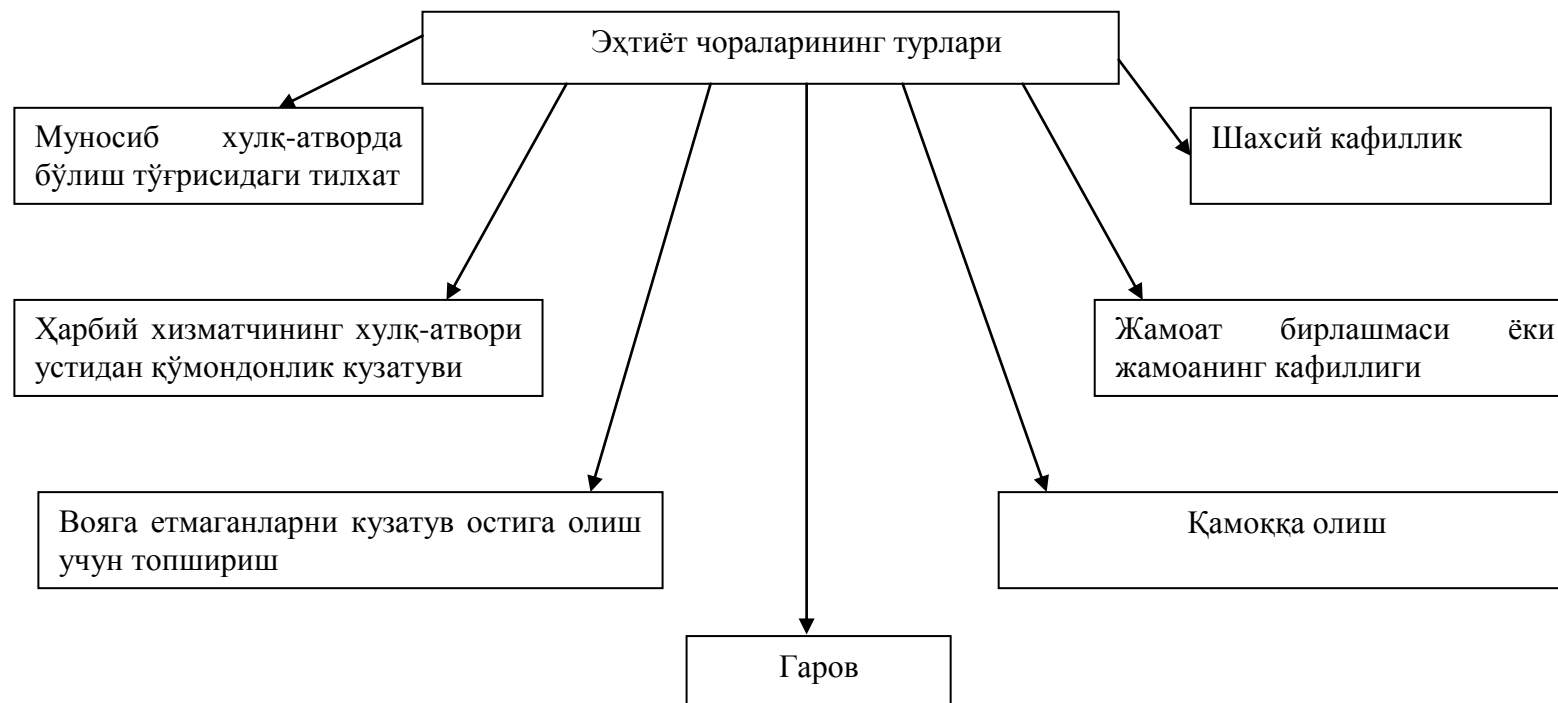 Эҳтиёт чораларининг турлари
Муносиб хулқ-атворда
бўлиш тўғрисидаги тилхат
Шахсий кафиллик
Ҳарбий хизматчининг хулқ-атвори
устидан қўмондонлик кузатуви
Жамоат бирлашмаси ёки
жамоанинг кафиллиги
Вояга етмаганларни кузатув остига олиш
учун топшириш
Қамоққа олиш
Гаров